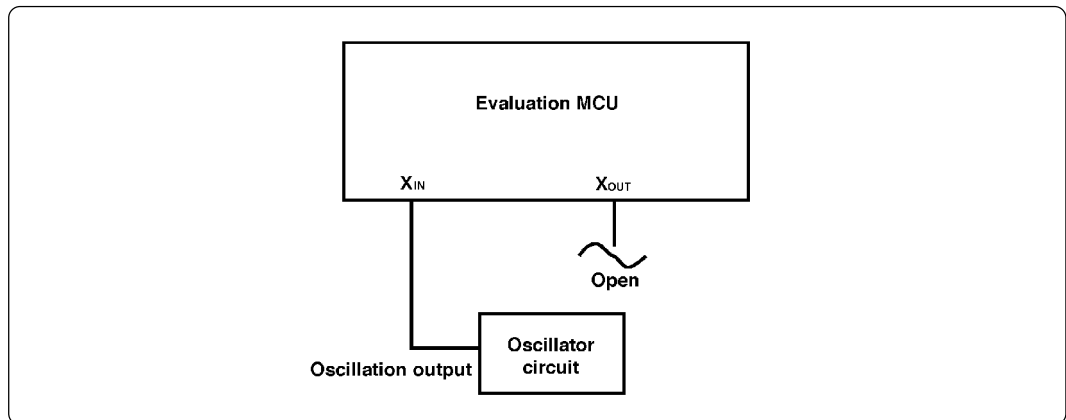 Evaluation MCU
XIN XOUT
Open
Oscillator
circuit
Oscillation output